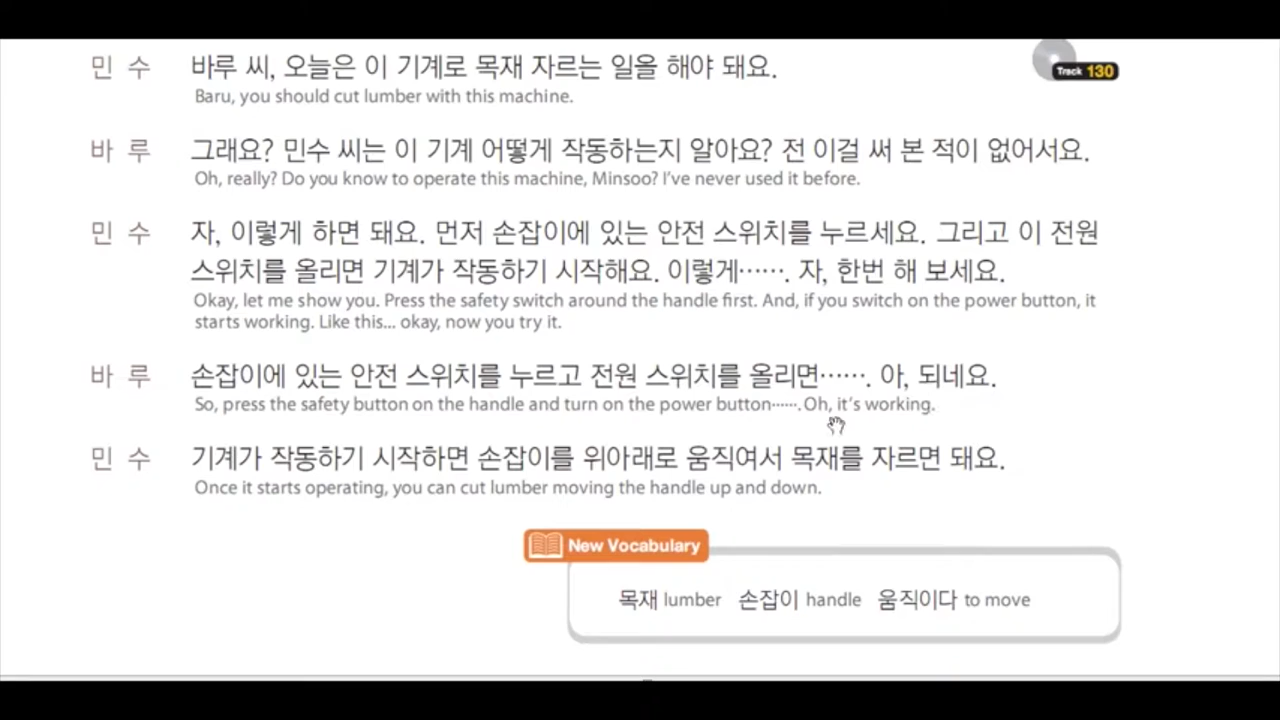 민 수 바루 씨, 오늘은 이 기계로 목재 자르는 일을 해야 돼요.
Track 130
Baru, you should cut lumber with this machine.
바 루 그래요? 민수 씨는 이 기계 어떻게 작동하는지 알아요? 전 이걸 써 본 적이 없어서요.
Oh, really? Do you know to operate this machine, Minsoo? I've never used it before.
민 수 자, 이렇게 하면 돼요. 먼저 손잡이에 있는 안전 스위치를 누르세요. 그리고 이 전원
스위치를 올리면 기계가 작동하기 시작해요. 이렇게……. 자, 한번 해 보세요.
Okay, let me show you. Press the safety switch around the handle first. And, if you switch on the power button, it
starts working. Like this... okay, now you try it.
바 루 손잡이에 있는 안전 스위치를 누르고 전원 스위치를 올리면……. 아, 되네요.
So, press the safety button on the handle and turn on the power button……. Oh, it's working.
민 수 기계가 작동하기 시작하면 손잡이를 위아래로 움직여서 목재를 자르면 돼요.
Once it starts operating, you can cut lumber moving the handle up and down.
New Vocabulary
목재 lumber 손잡이 handle 움직이다 to move